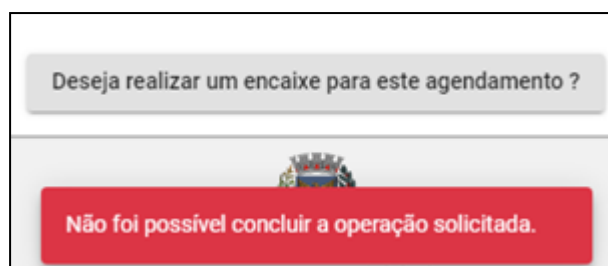 Deseja realizar um encaixe para este agendamento ?
Não foi possível concluir a operação solicitada.